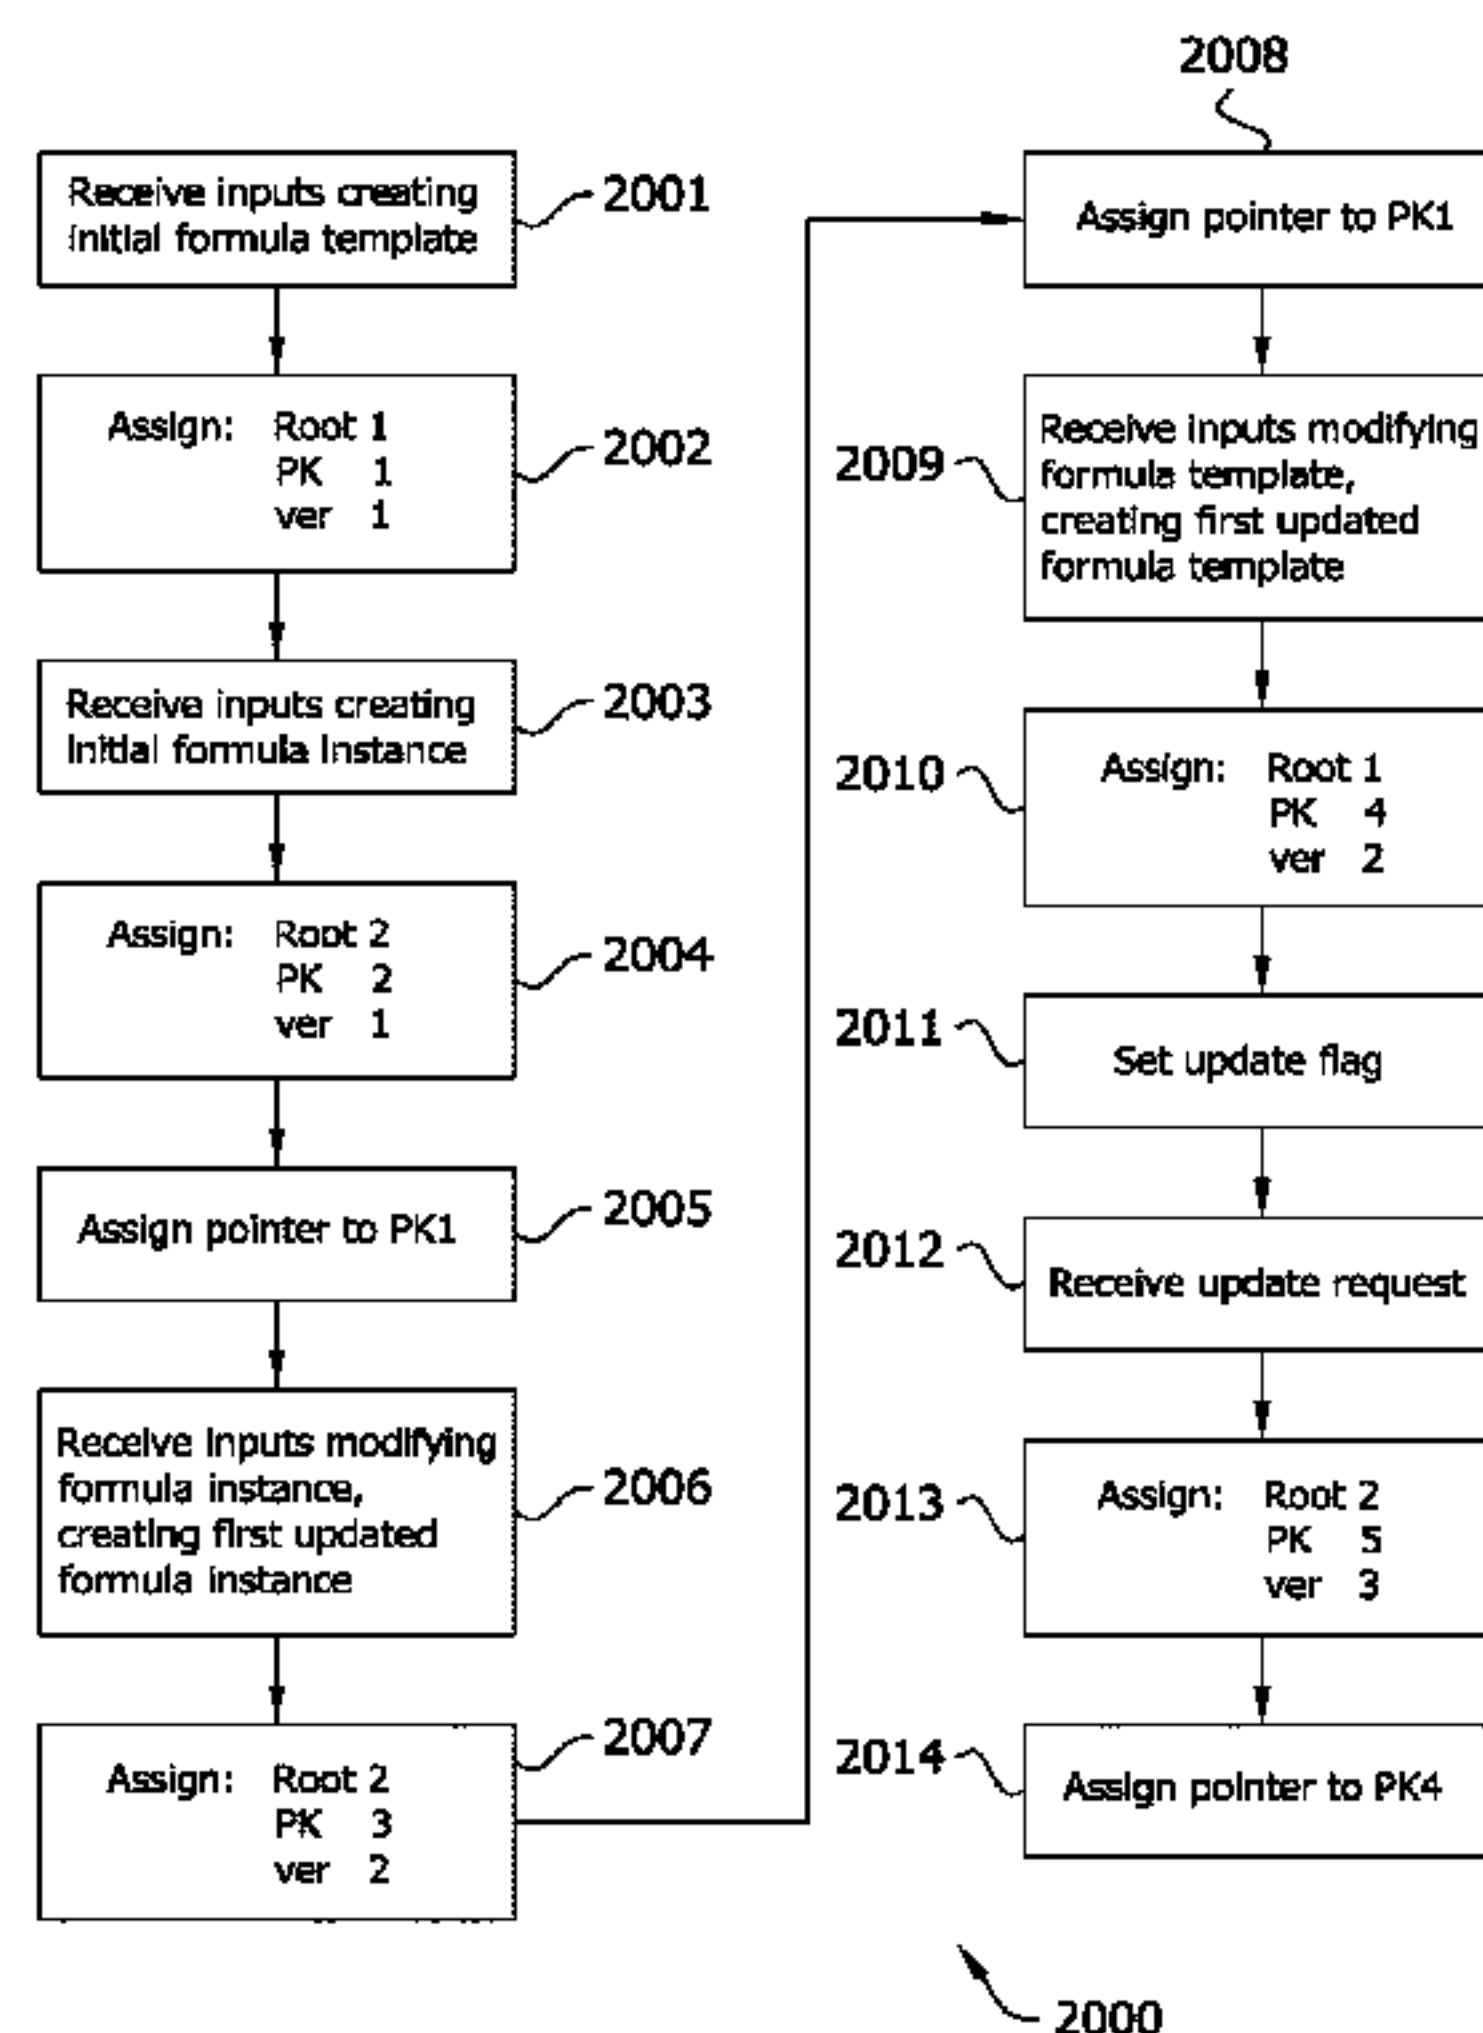 Receive inputs creating
initial formula template
2001
Assign: Root 1
PK 1
ver 1
2002
Receive inputs creating
initial formula instance
2003
Assign: Root 2
PK 2
ver 1
2004
Assign pointer to PK1
2005
Receive inputs modifying
formula instance,
creating first updated
formula instance
2006
Assign: Root 2
PK 3
ver 2
2007
2008
Assign pointer to PK1
2009
Receive inputs modifying
formula template,
creating first updated
formula template
2010
Assign: Root 1
PK 4
ver 2
2011
Set update flag
2012
Receive update request
2013
Assign: Root 2
PK 5
ver 3
2014
Assign pointer to PK4
2000